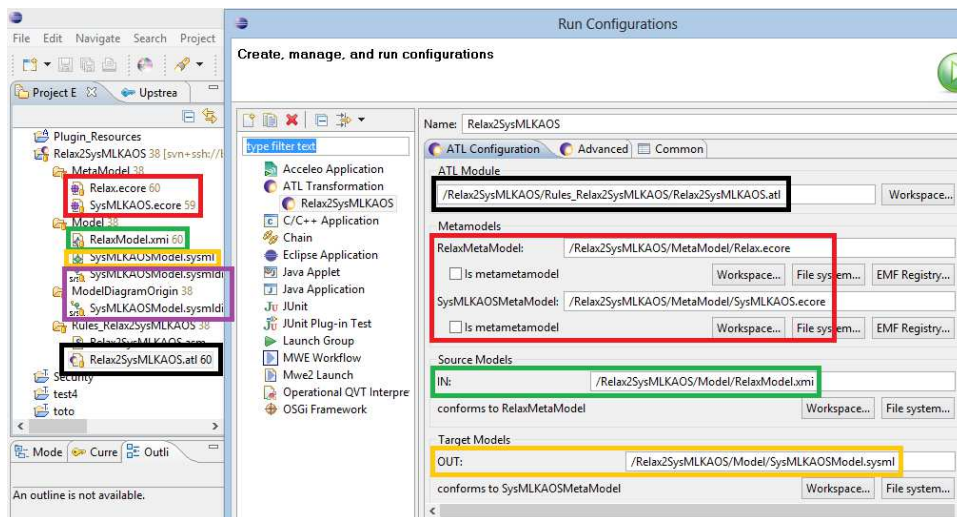 File Edit Navigate Search Project
Project E
Upstrea
Plugin_Resources
Relax2SysMLKAOS 38 [svn+ssh://
MetaModel 38
Relax.ecore 60
SysMLKAOS.ecore 59
Model 38
RelaxModel.xmi 60
SysMLKAOSModel.sysml
SysMLKAOSModel.sysmldi
ModelDiagramOrigin 38
SysMLKAOSModel.sysmldi
Rules_Relax2SysMLKAOS 38
Relax2SysMLKAOS.atl 60
Security
test4
toto
Mode Curre Outli
An outline is not available.
Run Configurations
Create, manage, and run configurations
type filter text
Acceleo Application
ATL Transformation
Relax2SysMLKAOS
C/C++ Application
Chain
Eclipse Application
Java Applet
Java Application
JUnit
JUnit Plug-in Test
Launch Group
MWE Workflow
Mwe2 Launch
Operational QVT Interpre
OSGi Framework
Name: Relax2SysMLKAOS
ATL Configuration Advanced Common
ATL Module
/Relax2SysMLKAOS/Rules_Relax2SysMLKAOS/Relax2SysMLKAOS.atl Workspace...
Metamodels
RelaxMetaModel: /Relax2SysMLKAOS/MetaModel/Relax.ecore
Is metametamodel Workspace... File system... EMF Registry...
SysMLKAOSMetaModel: /Relax2SysMLKAOS/MetaModel/SysMLKAOS.ecore
Is metametamodel Workspace... File system... EMF Registry...
Source Models
IN: /Relax2SysMLKAOS/Model/RelaxModel.xmi
conforms to RelaxMetaModel Workspace... File system...
Target Models
OUT: /Relax2SysMLKAOS/Model/SysMLKAOSModel.sysml
conforms to SysMLKAOSMetaModel Workspace... File system...